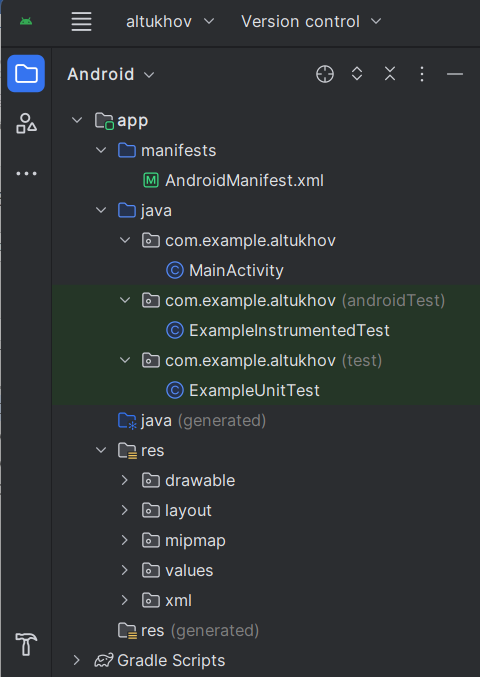 altukhov Version control
Android
app
manifests
AndroidManifest.xml
java
com.example.altukhov
MainActivity
com.example.altukhov (androidTest)
ExampleInstrumentedTest
com.example.altukhov (test)
ExampleUnitTest
java (generated)
res
drawable
layout
mipmap
values
xml
res (generated)
Gradle Scripts